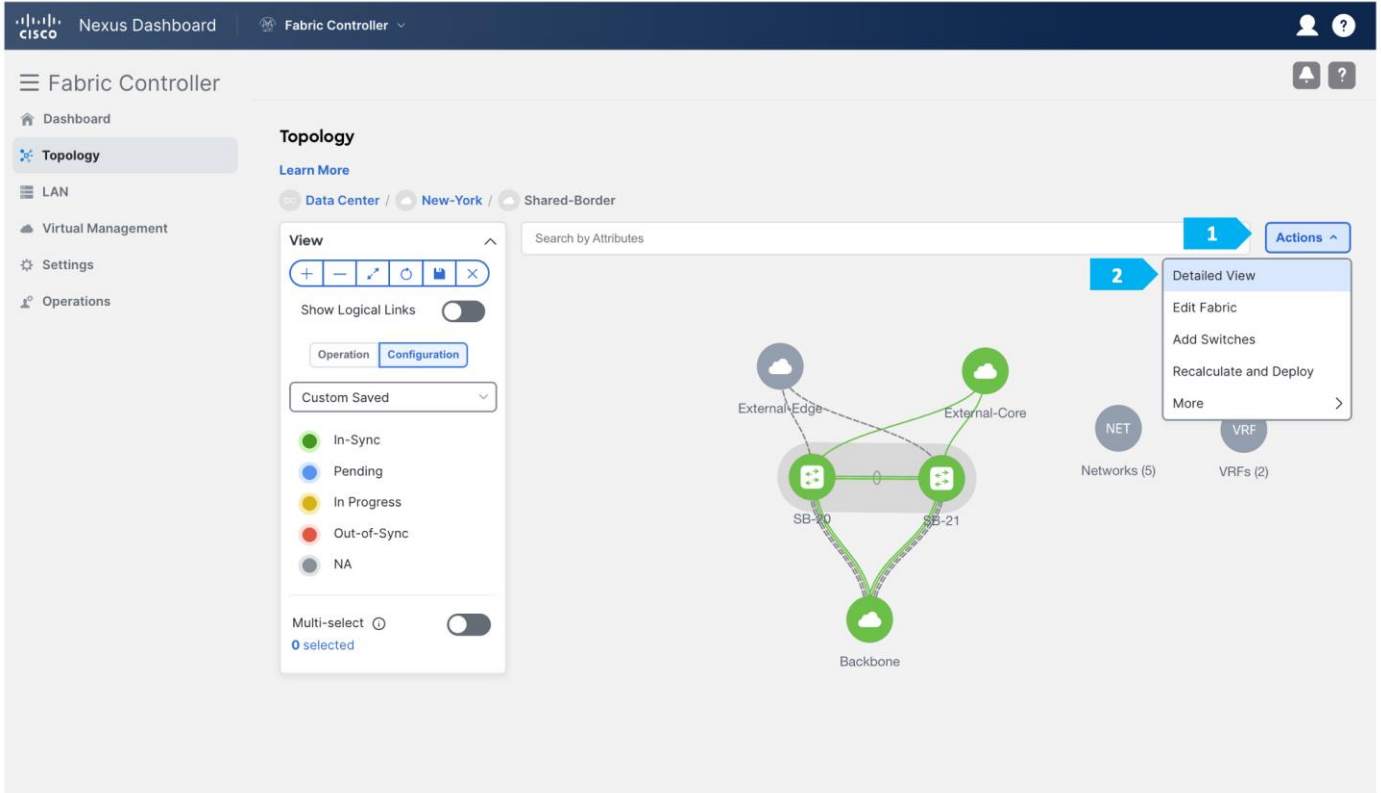 cisco Nexus Dashboard Fabric Controller ?
Fabric Controller ?
Dashboard
Topology
LAN
Virtual Management
Settings
Operations
Topology
Learn More
Data Center / New-York / Shared-Border
View
Search by Attributes
1
Actions
2
Detailed View
Edit Fabric
Add Switches
Recalculate and Deploy
More
Show Logical Links
Operation Configuration
Custom Saved
In-Sync
Pending
In Progress
Out-of-Sync
NA
Multi-select
0 selected
External-Edge
External-Core
NET
VRF
Networks (5)
VRFs (2)
SB-20
SB-21
Backbone